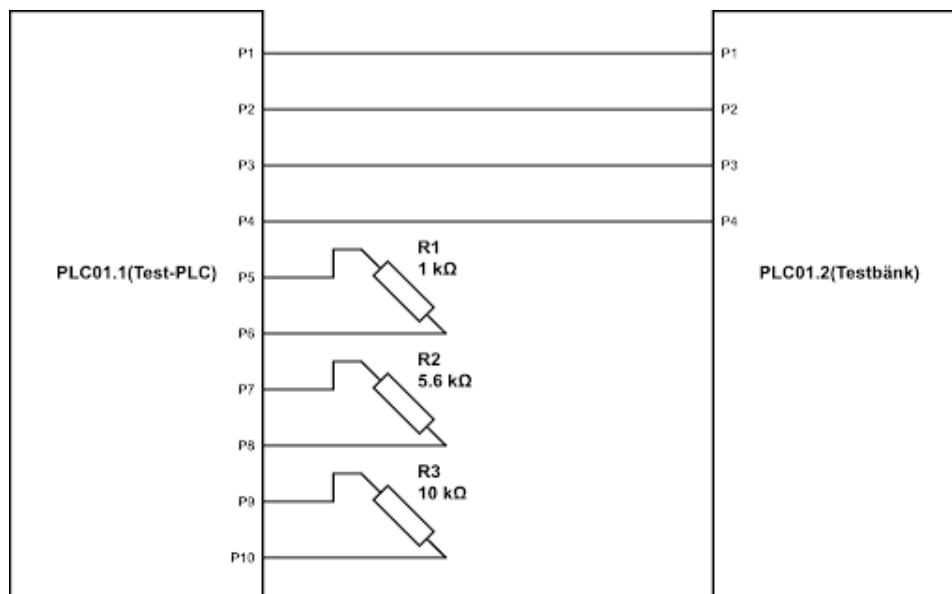 P1
P1
P2
P2
P3
P3
P4
P4
R1
1 kΩ
PLC01.1(Test-PLC)
P5
PLC01.2(Testbänk)
P6
R2
5.6 kΩ
P7
P8
R3
10 kΩ
P9
P10